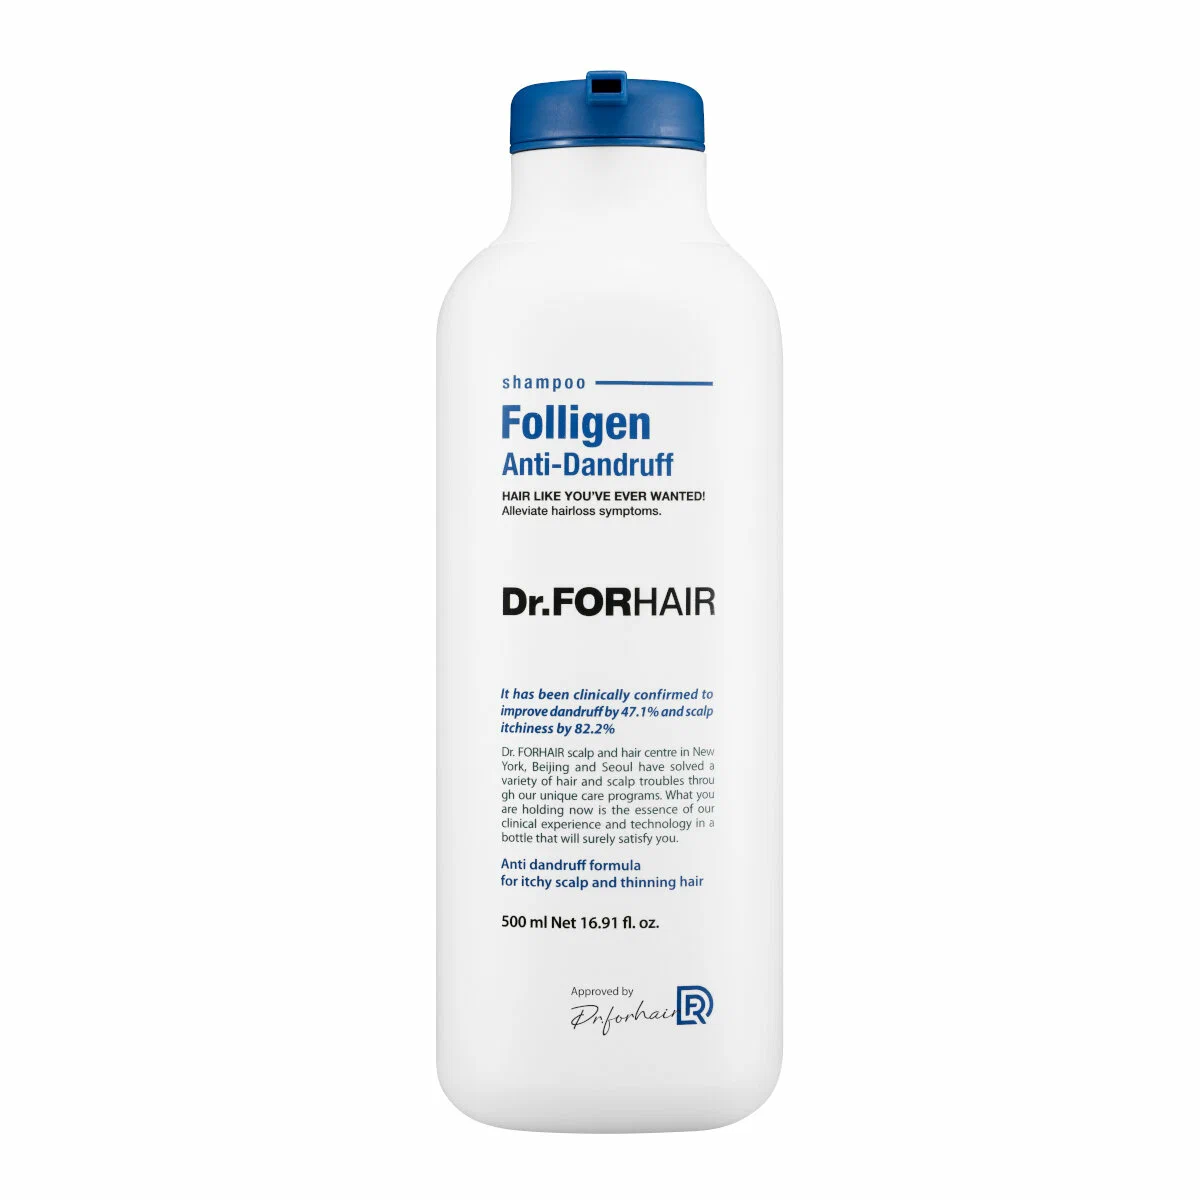 shampoo
Folligen
Anti-Dandruff
HAIR LIKE YOU'VE EVER WANTED!
Alleviate hairloss symptoms.
Dr.FORHAIR
It has been clinically confirmed to
improve dandruff by 47.1% and scalp
itchiness by 82.2%
Dr. FORHAIR scalp and hair centre in New
York, Beijing and Seoul have solved a
variety of hair and scalp troubles throu
gh our unique care programs. What you
are holding now is the essence of our
clinical experience and technology in a
bottle that will surely satisfy you.
Anti dandruff formula
for itchy scalp and thinning hair
500 ml Net 16.91 fl. oz.
Approved by
Dr.forhair